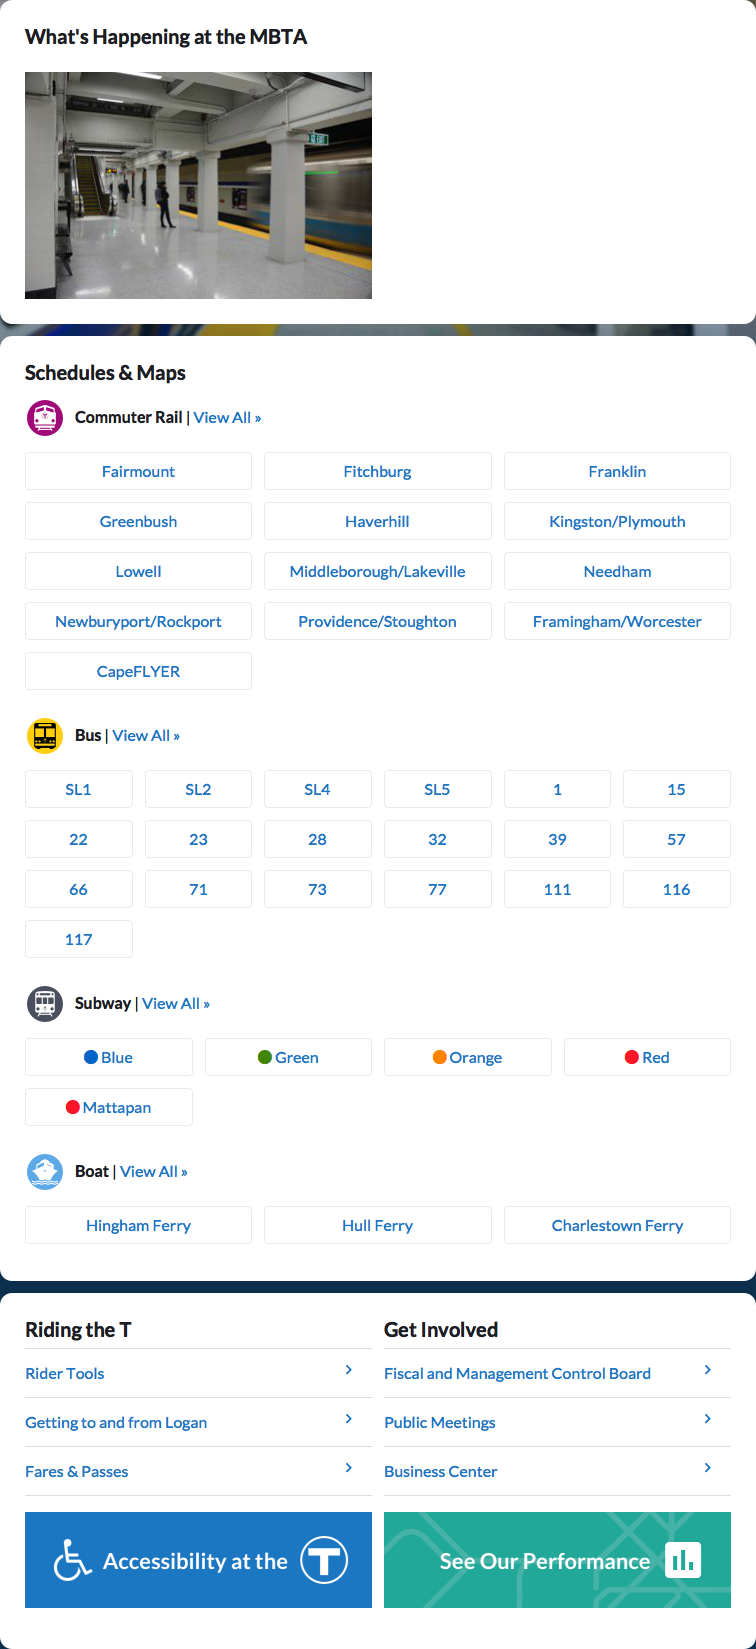 What's Happening at the MBTA
EXIT
Schedules & Maps
Commuter Rail | View All »
Fairmount Fitchburg Franklin
Greenbush Haverhill Kingston/Plymouth
Lowell Middleborough/Lakeville Needham
Newburyport/Rockport Providence/Stoughton Framingham/Worcester
CapeFLYER
Bus | View All »
SL1 SL2 SL4 SL5 1 15
22 23 28 32 39 57
66 71 73 77 111 116
117
Subway | View All »
Blue Green Orange Red
Mattapan
Boat | View All »
Hingham Ferry Hull Ferry Charlestown Ferry
Riding the T
Rider Tools
Getting to and from Logan
Fares & Passes
Get Involved
Fiscal and Management Control Board
Public Meetings
Business Center
Accessibility at the T
See Our Performance